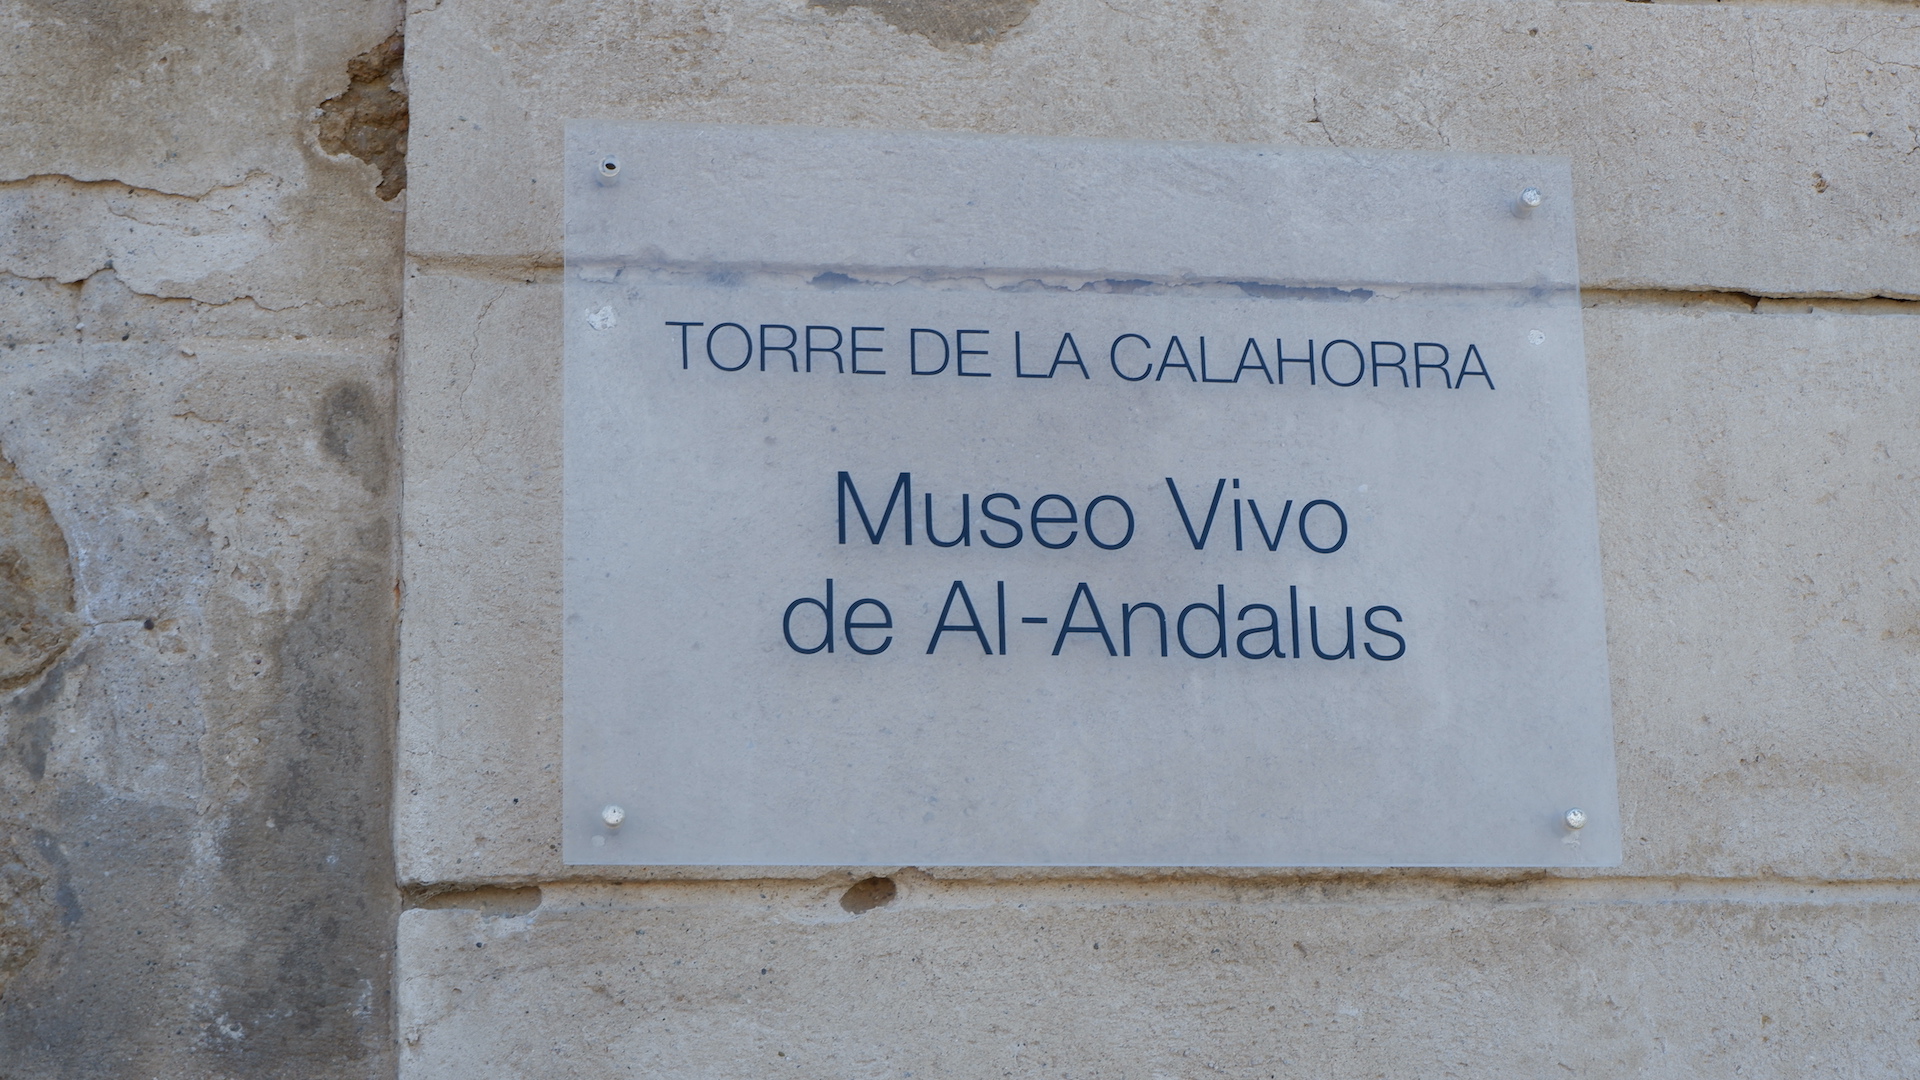 TORRE DE LA CALAHORRA
Museo Vivo
de Al-Andalus